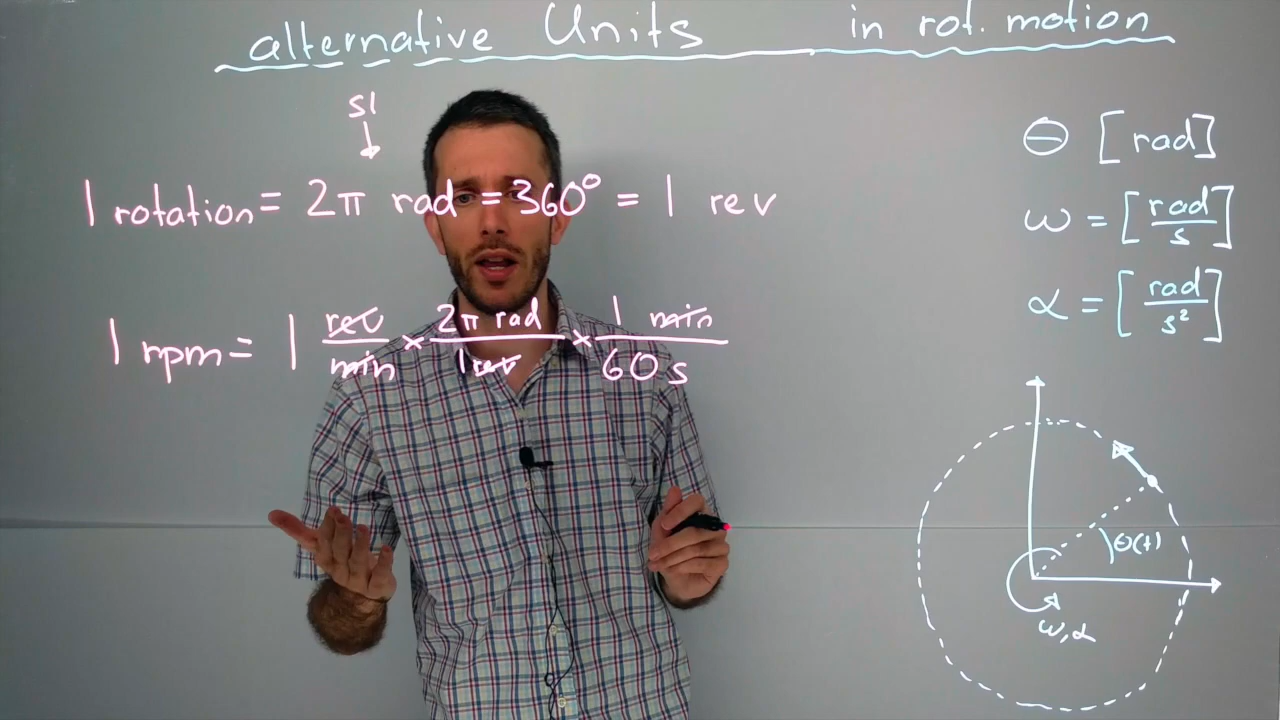 alternative Units in rot. motion
SI
↓
1 rotation = 2π rad = 360° = 1 rev
1 rpm = 1 rev/min × 2π rad/1 rev × 1 min/60 s
θ [rad]
ω = [rad/s]
α = [rad/s²]
θ(t)
ω,α